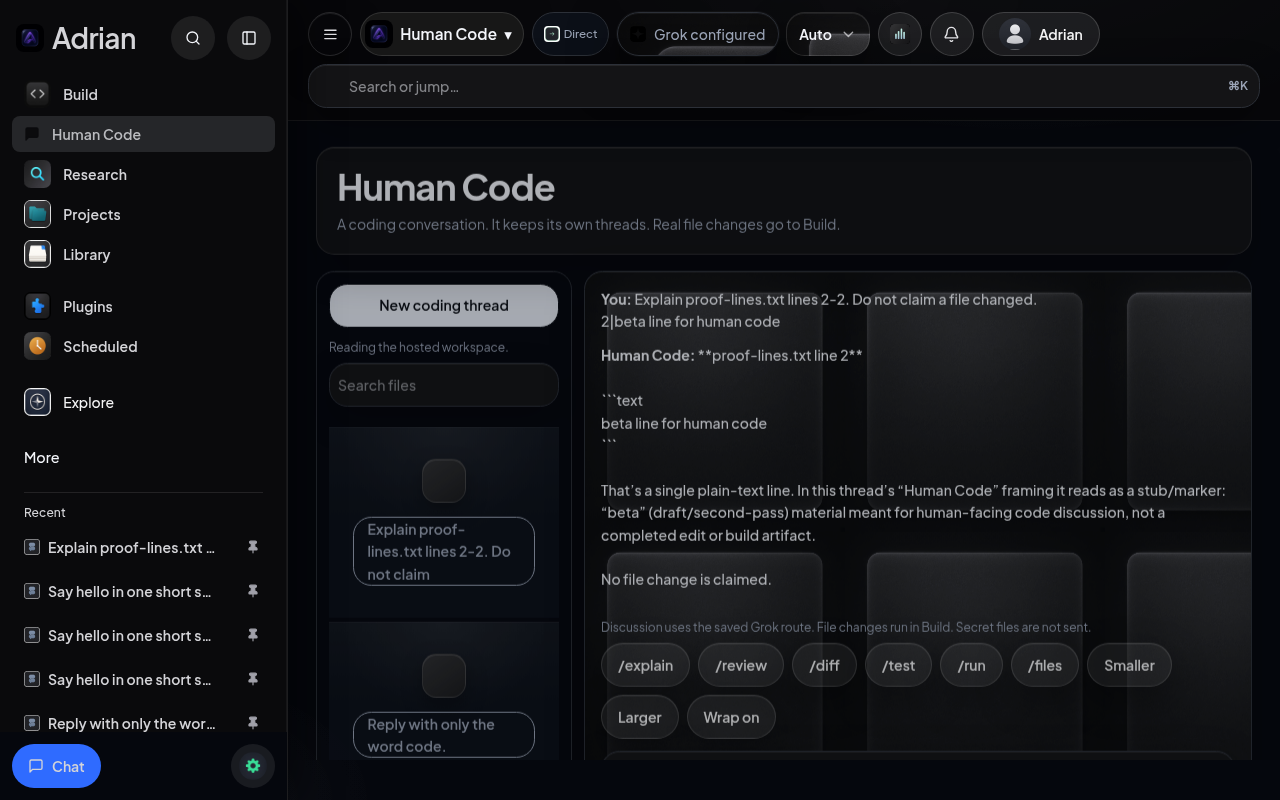 Adrian
Build
Human Code
Research
Projects
Library
Plugins
Scheduled
Explore
More
Recent
Explain proof-lines.txt ...
Say hello in one short s...
Say hello in one short s...
Say hello in one short s...
Reply with only the wor...
Chat
Human Code ▾
Direct
Grok configured
Auto
Adrian
Search or jump...
⌘K
Human Code
A coding conversation. It keeps its own threads. Real file changes go to Build.
New coding thread
Reading the hosted workspace.
Search files
Explain proof-
lines.txt lines 2-2. Do
not claim
Reply with only the
word code.
You: Explain proof-lines.txt lines 2-2. Do not claim a file changed.
2|beta line for human code
Human Code: **proof-lines.txt line 2**
```text
beta line for human code
```
That's a single plain-text line. In this thread's “Human Code” framing it reads as a stub/marker:
“beta” (draft/second-pass) material meant for human-facing code discussion, not a
completed edit or build artifact.
No file change is claimed.
Discussion uses the saved Grok route. File changes run in Build. Secret files are not sent.
/explain
/review
/diff
/test
/run
/files
Smaller
Larger
Wrap on